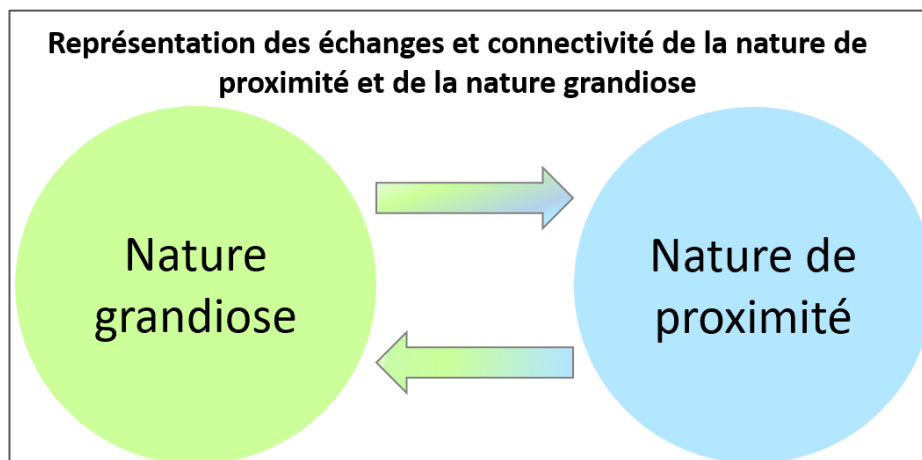 Représentation des échanges et connectivité de la nature de
proximité et de la nature grandiose
Nature
grandiose
Nature de
proximité